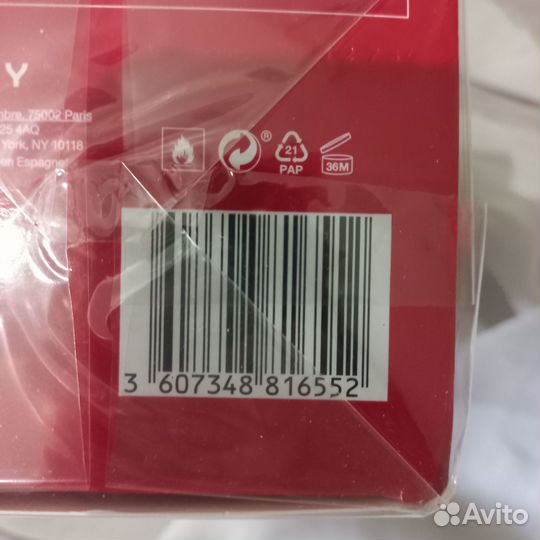 Y
mbre, 75002 Paris
25 4AQ
York, NY 10118
en Espagne
®
21
PAP
36M
3 607348 816552
Avito